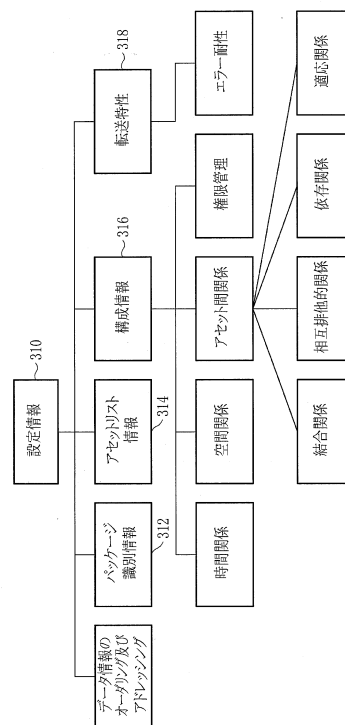 設定情報
310
データ情報の
オーダリング及び
アドレッシング
パッケージ
識別情報
312
アセットリスト
情報
314
構成情報
316
転送特性
318
時間関係
空間関係
アセット間関係
権限管理
エラー耐性
結合関係
相互排他的関係
依存関係
適応関係